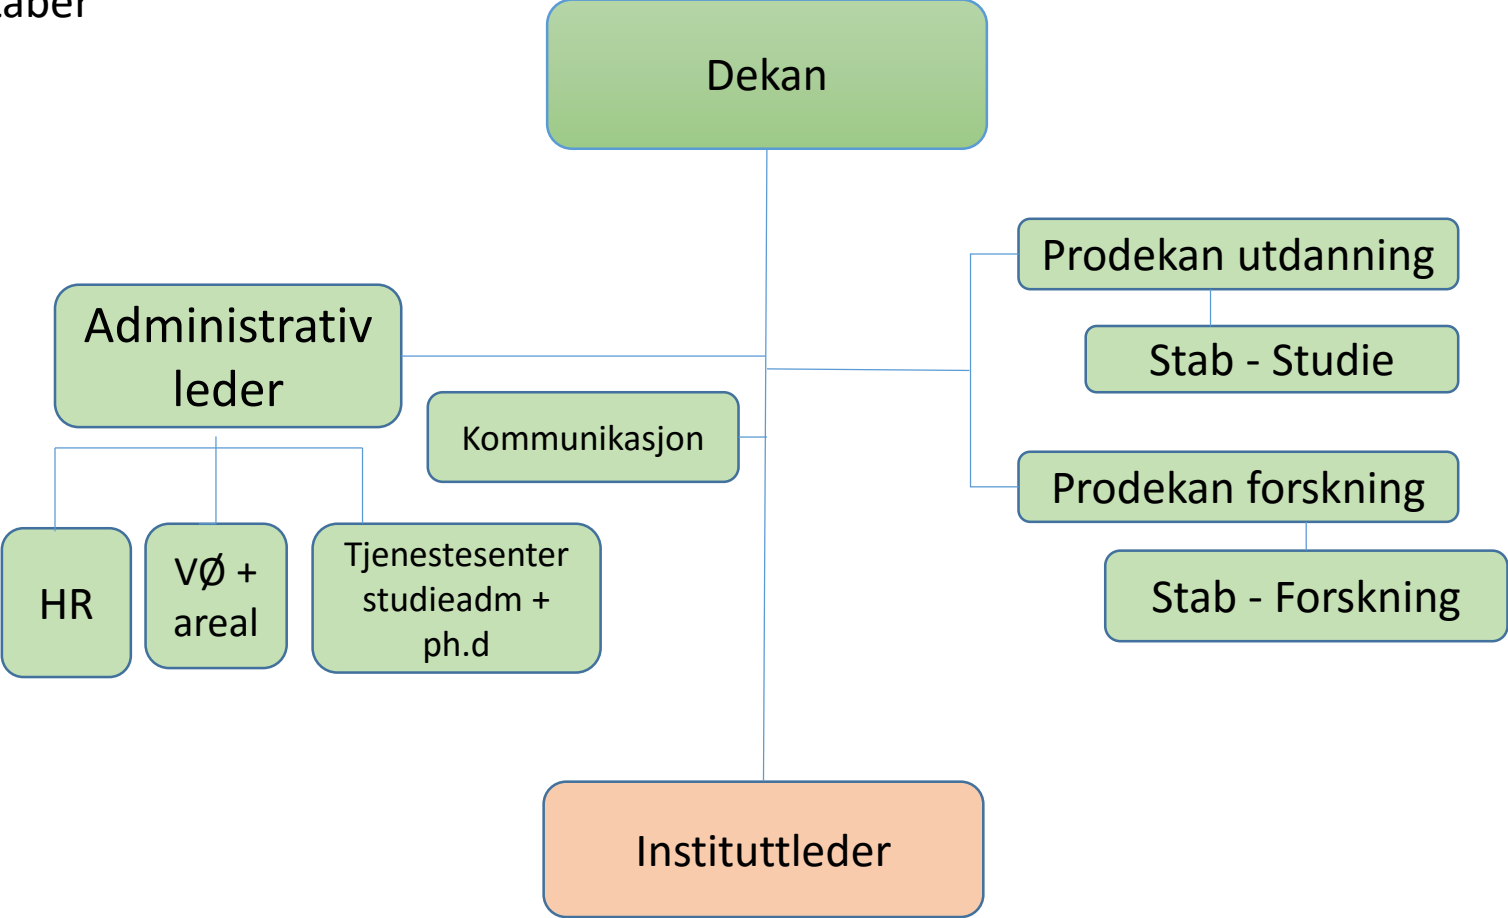 Dekan
Prodekan utdanning
Administrativ
leder
Stab - Studie
Kommunikasjon
Prodekan forskning
HR
VØ +
areal
Tjenestesenter
studieadm +
ph.d
Stab - Forskning
Instituttleder